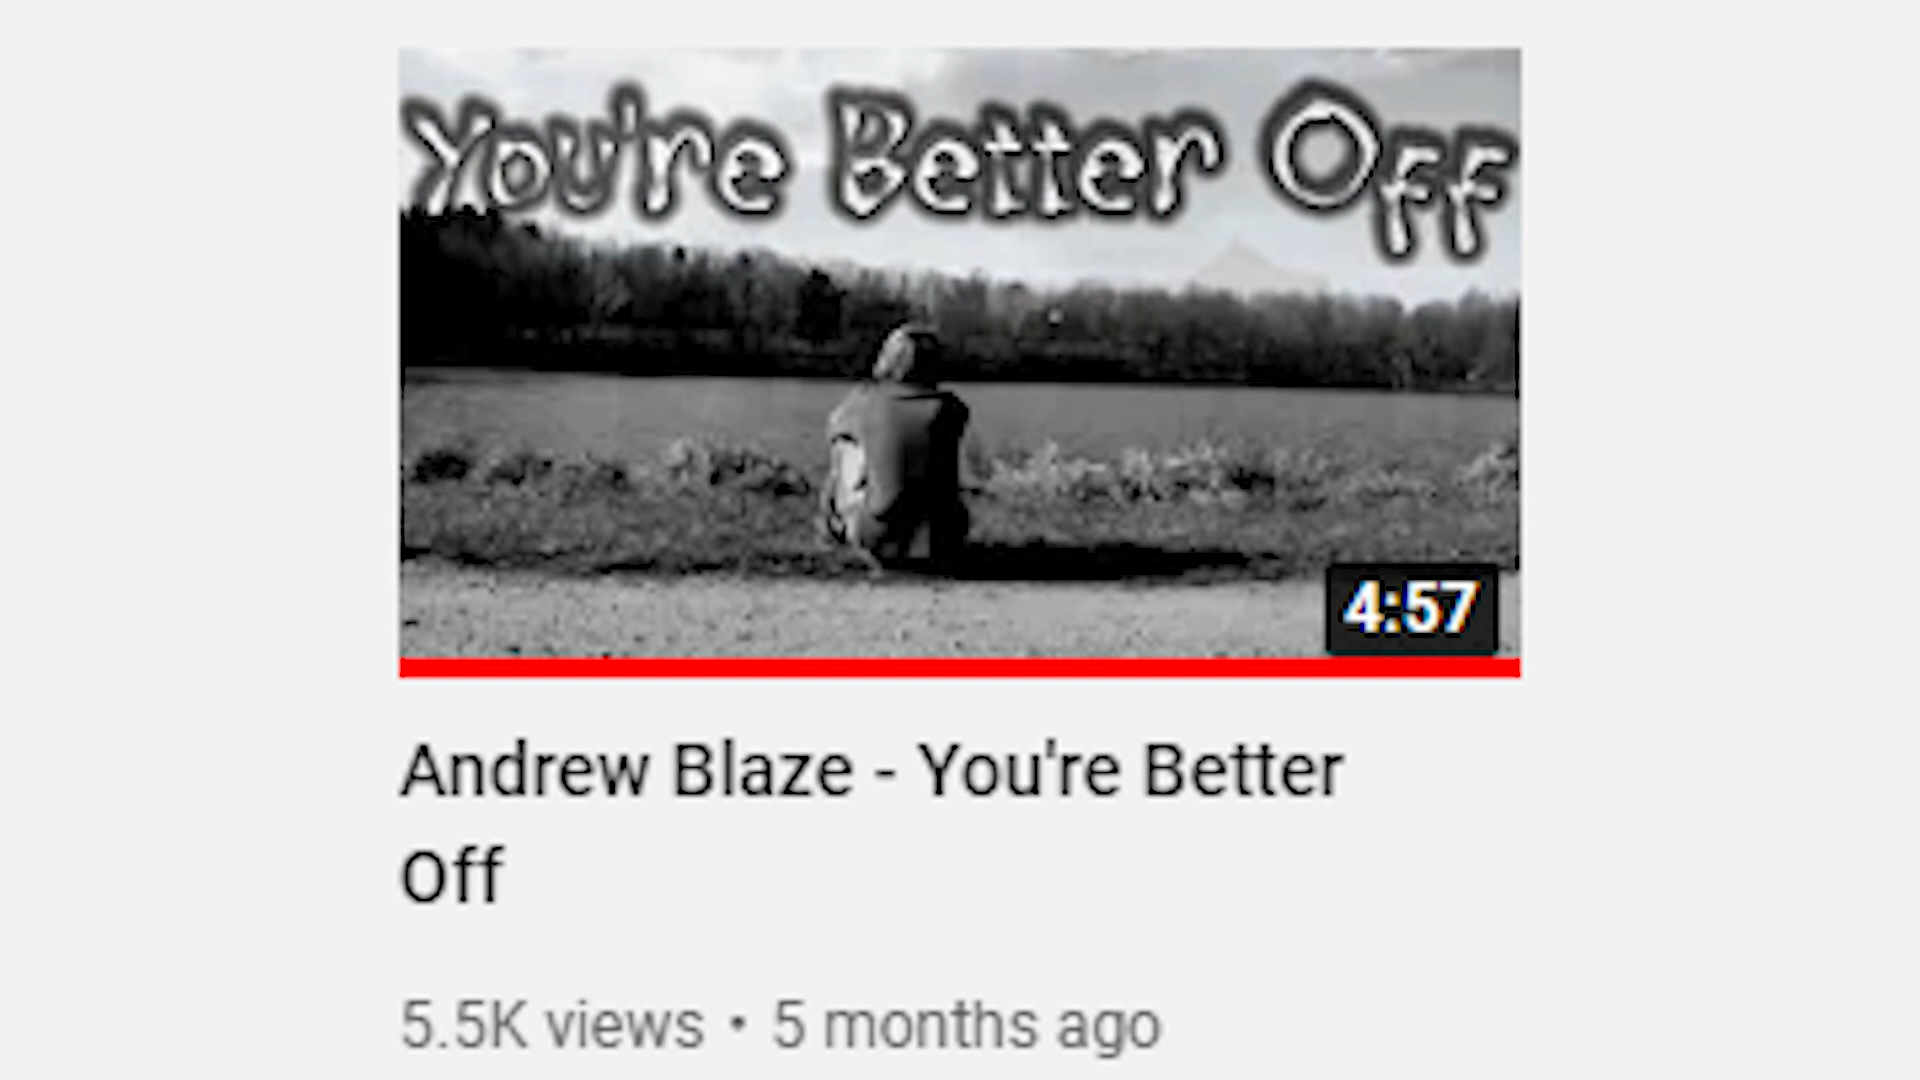 You're Better Off
4:57
Andrew Blaze - You're Better
Off
5.5K views • 5 months ago